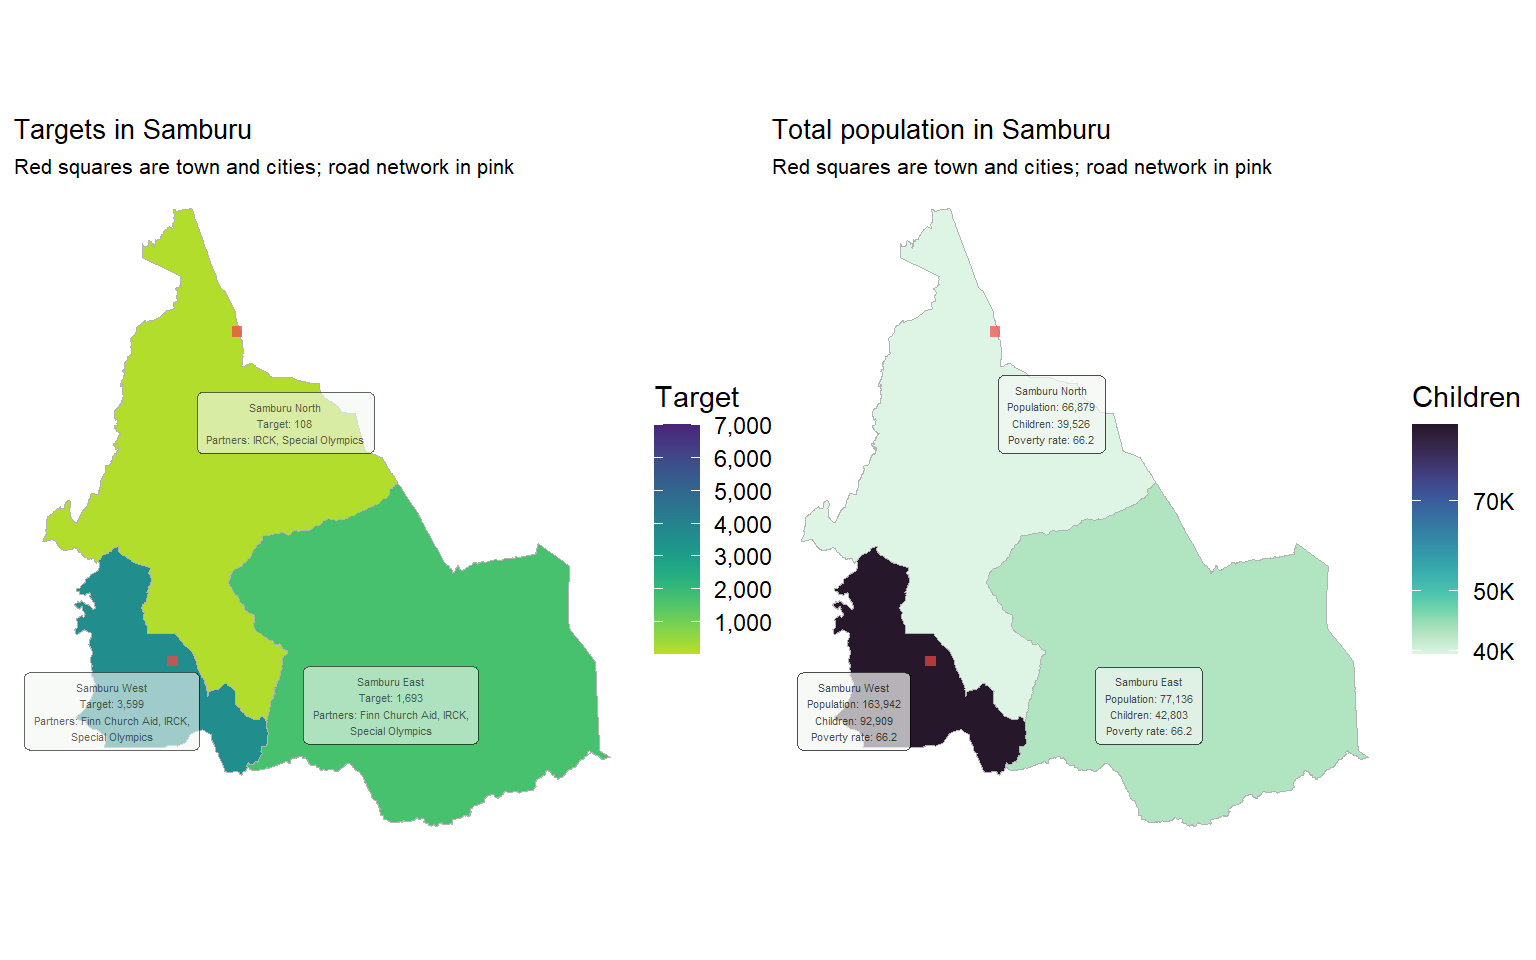 Targets in Samburu
Red squares are town and cities; road network in pink
Samburu North
Target: 108
Partners: IRCK, Special Olympics
Samburu West
Target: 3,599
Partners: Finn Church Aid, IRCK,
Special Olympics
Samburu East
Target: 1,693
Partners: Finn Church Aid, IRCK,
Special Olympics
Target
7,000
6,000
5,000
4,000
3,000
2,000
1,000
Total population in Samburu
Red squares are town and cities; road network in pink
Samburu North
Population: 66,879
Children: 39,526
Poverty rate: 66.2
Samburu West
Population: 163,942
Children: 92,909
Poverty rate: 66.2
Samburu East
Population: 77,136
Children: 42,803
Poverty rate: 66.2
Children
70K
50K
40K